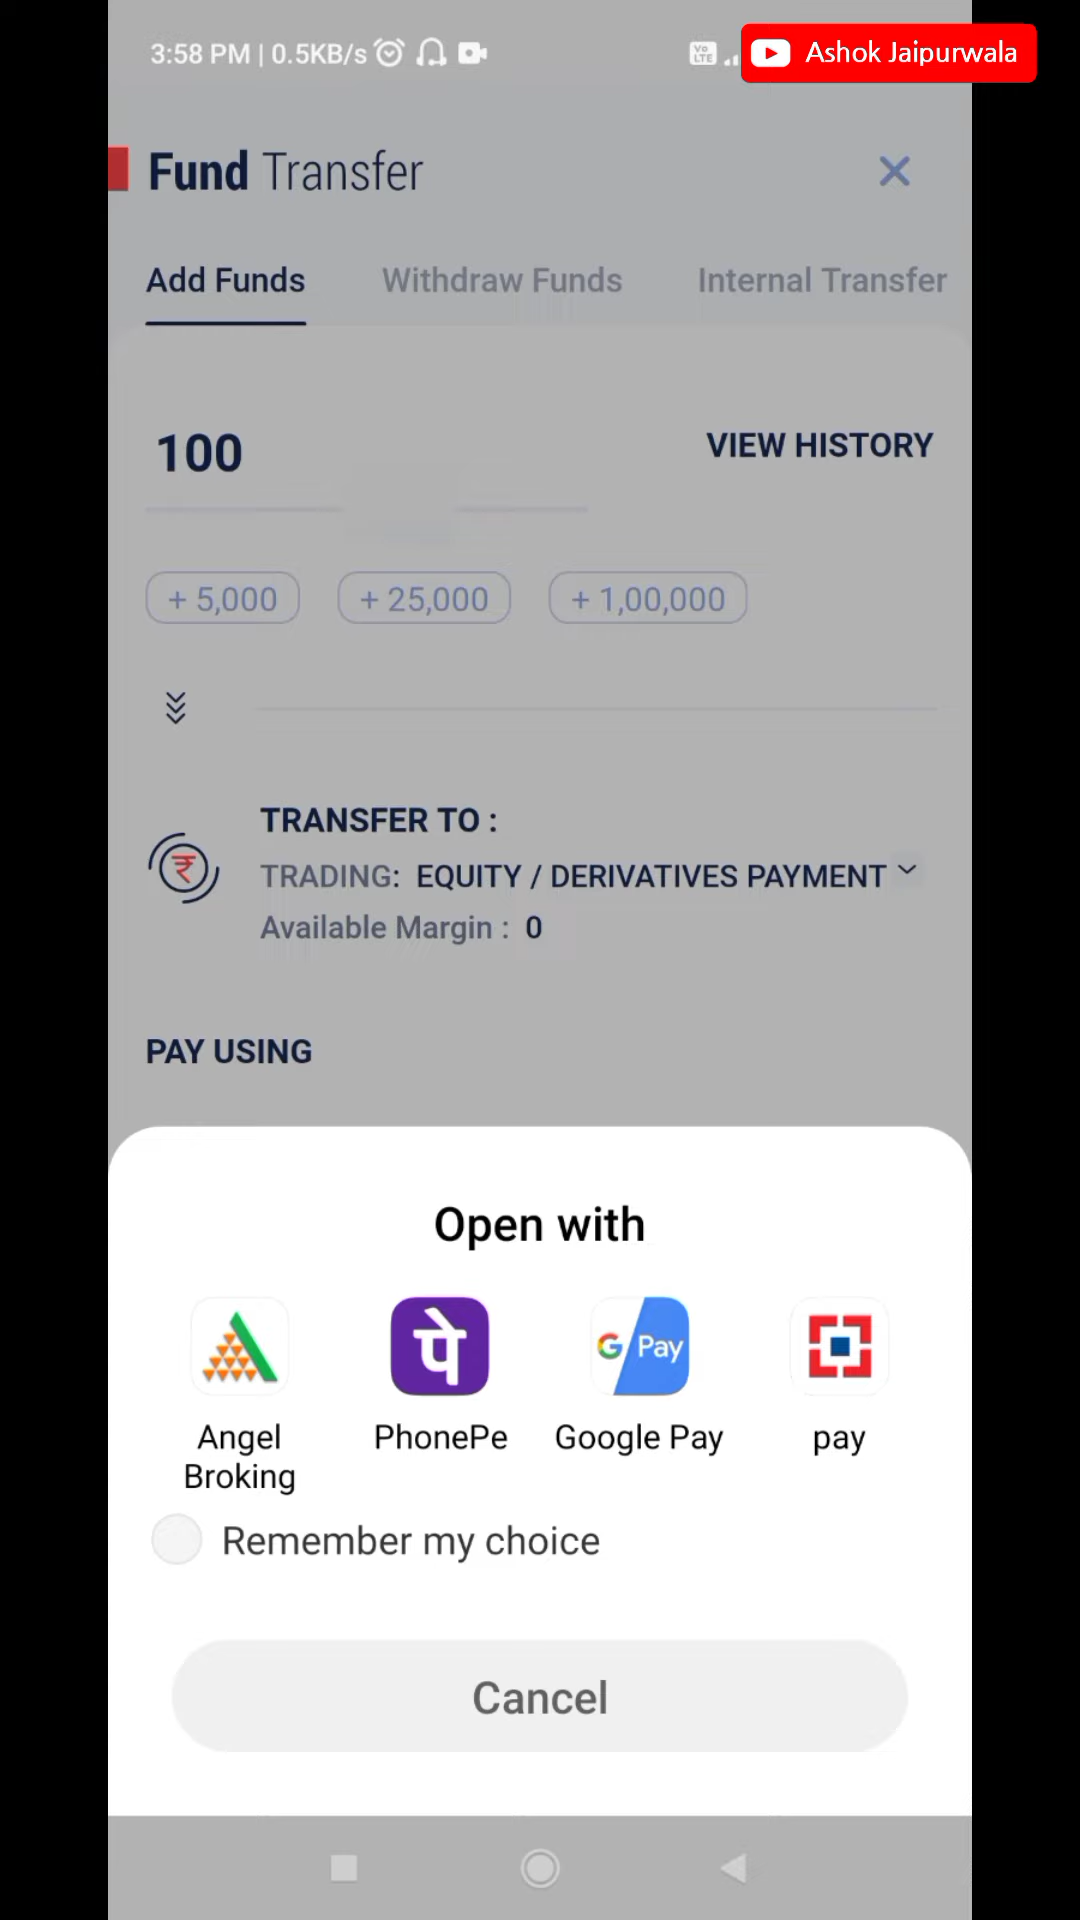 3:58 PM | 0.5KB/s
Vo LTE
Ashok Jaipurwala
Fund Transfer
Add Funds Withdraw Funds Internal Transfer
100 VIEW HISTORY
+ 5,000 + 25,000 + 1,00,000
TRANSFER TO :
₹
TRADING: EQUITY / DERIVATIVES PAYMENT
Available Margin : 0
PAY USING
Open with
पे
G Pay
Angel Broking
PhonePe
Google Pay
pay
Remember my choice
Cancel